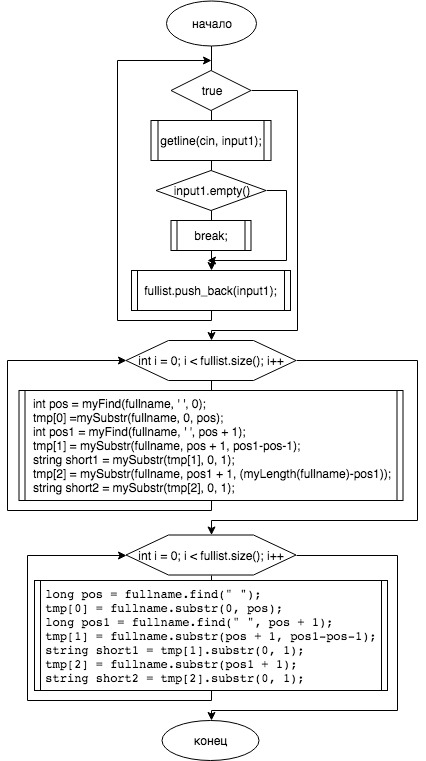 начало
true
getline(cin, input1);
input1.empty()
break;
fullist.push_back(input1);
int i = 0; i < fullist.size(); i++
int pos = myFind(fullname, ' ', 0);
tmp[0] =mySubstr(fullname, 0, pos);
int pos1 = myFind(fullname, ' ', pos + 1);
tmp[1] = mySubstr(fullname, pos + 1, pos1-pos-1);
string short1 = mySubstr(tmp[1], 0, 1);
tmp[2] = mySubstr(fullname, pos1 + 1, (myLength(fullname)-pos1));
string short2 = mySubstr(tmp[2], 0, 1);
int i = 0; i < fullist.size(); i++
long pos = fullname.find(" ");
tmp[0] = fullname.substr(0, pos);
long pos1 = fullname.find(" ", pos + 1);
tmp[1] = fullname.substr(pos + 1, pos1-pos-1);
string short1 = tmp[1].substr(0, 1);
tmp[2] = fullname.substr(pos1 + 1);
string short2 = tmp[2].substr(0, 1);
конец